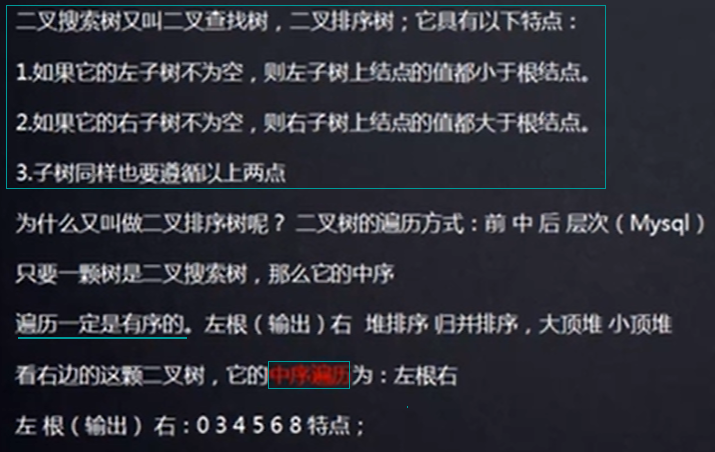 二叉搜索树又叫二叉查找树，二叉排序树；它具有以下特点：
1.如果它的左子树不为空，则左子树上结点的值都小于根结点。
2.如果它的右子树不为空，则右子树上结点的值都大于根结点。
3.子树同样也要遵循以上两点
为什么又叫做二叉排序树呢？ 二叉树的遍历方式：前 中 后 层次（Mysql）
只要一颗树是二叉搜索树，那么它的中序
遍历一定是有序的。左根（输出）右 堆排序 归并排序，大顶堆 小顶堆
看右边的这颗二叉树，它的中序遍历为：左根右
左 根（输出） 右：0 3 4 5 6 8 特点；